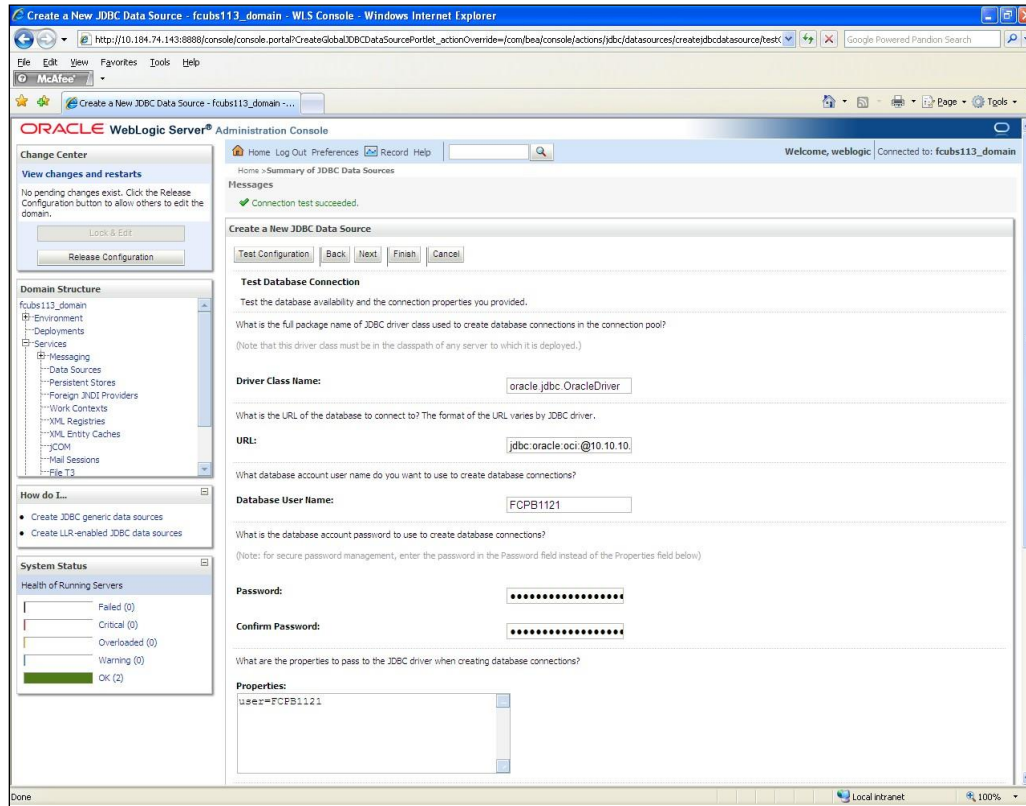 Create a New JDBC Data Source - fcubs113_domain - WLS Console - Windows Internet Explorer
http://10.184.74.143:8888/console/console.portal?CreateGlobalJDBCDataSourcePortlet_actionOverride=/com/bea/console/actions/jdbc/datasources/createjdbcdatasource/test
Google Powered Pandion Search
File Edit View Favorites Tools Help
McAfee
Create a New JDBC Data Source - fcubs113_domain -...
Page Tools
ORACLE WebLogic Server® Administration Console
Change Center
View changes and restarts
No pending changes exist. Click the Release
Configuration button to allow others to edit the
domain.
Lock & Edit
Release Configuration
Domain Structure
fcubs113_domain
Environment
Deployments
Services
Messaging
Data Sources
Persistent Stores
Foreign JNDI Providers
Work Contexts
XML Registries
XML Entity Caches
jCOM
Mail Sessions
File T3
How do I...
Create JDBC generic data sources
Create LLR-enabled JDBC data sources
System Status
Health of Running Servers
Failed (0)
Critical (0)
Overloaded (0)
Warning (0)
OK (2)
Home Log Out Preferences Record Help
Welcome, weblogic Connected to: fcubs113_domain
Home >Summary of JDBC Data Sources
Messages
Connection test succeeded.
Create a New JDBC Data Source
Test Configuration Back Next Finish Cancel
Test Database Connection
Test the database availability and the connection properties you provided.
What is the full package name of JDBC driver class used to create database connections in the connection pool?
(Note that this driver class must be in the classpath of any server to which it is deployed.)
Driver Class Name: oracle.jdbc.OracleDriver
What is the URL of the database to connect to? The format of the URL varies by JDBC driver.
URL: jdbc:oracle:oci:@10.10.10.
What database account user name do you want to use to create database connections?
Database User Name: FCPB1121
What is the database account password to use to create database connections?
(Note: for secure password management, enter the password in the Password field instead of the Properties field below)
Password: ••••••••••••••••••
Confirm Password: ••••••••••••••••••
What are the properties to pass to the JDBC driver when creating database connections?
Properties:
user=FCPB1121
Done
Local intranet
100%